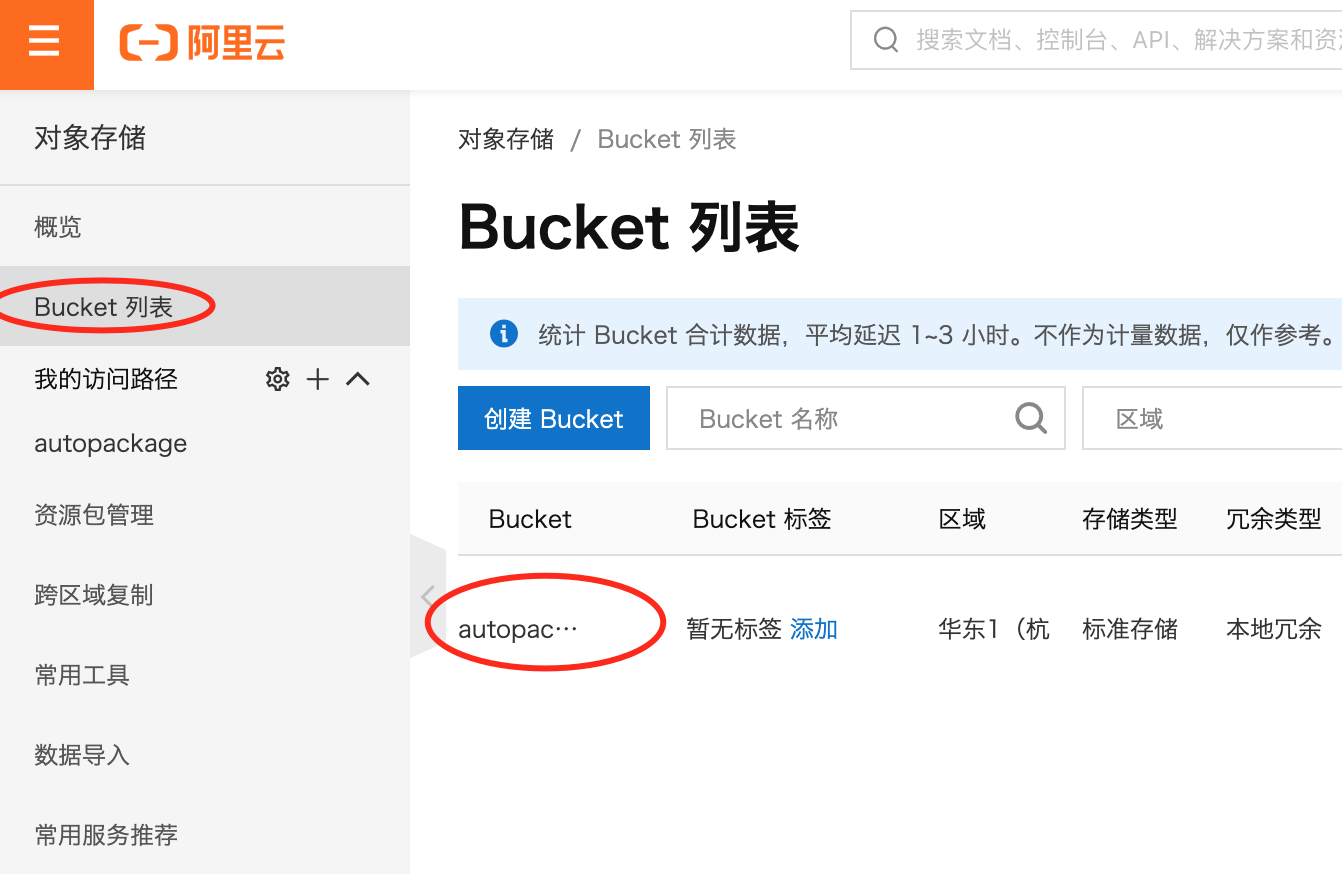 阿里云
搜索文档、控制台、API、解决方案和资
对象存储
概览
Bucket 列表
我的访问路径
autopackage
资源包管理
跨区域复制
常用工具
数据导入
常用服务推荐
对象存储 / Bucket 列表
Bucket 列表
统计 Bucket 合计数据，平均延迟 1~3 小时。不作为计量数据，仅作参考。
创建 Bucket
Bucket 名称
区域
Bucket Bucket 标签 区域 存储类型 冗余类型
autopac… 暂无标签 添加 华东1（杭 标准存储 本地冗余